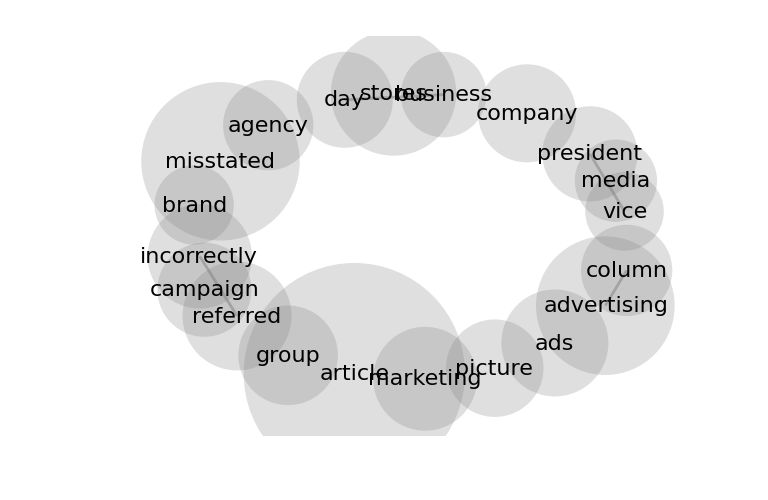 stores
business
day
company
agency
president
misstated
media
brand
vice
incorrectly
column
campaign
advertising
referred
ads
group
picture
article
marketing